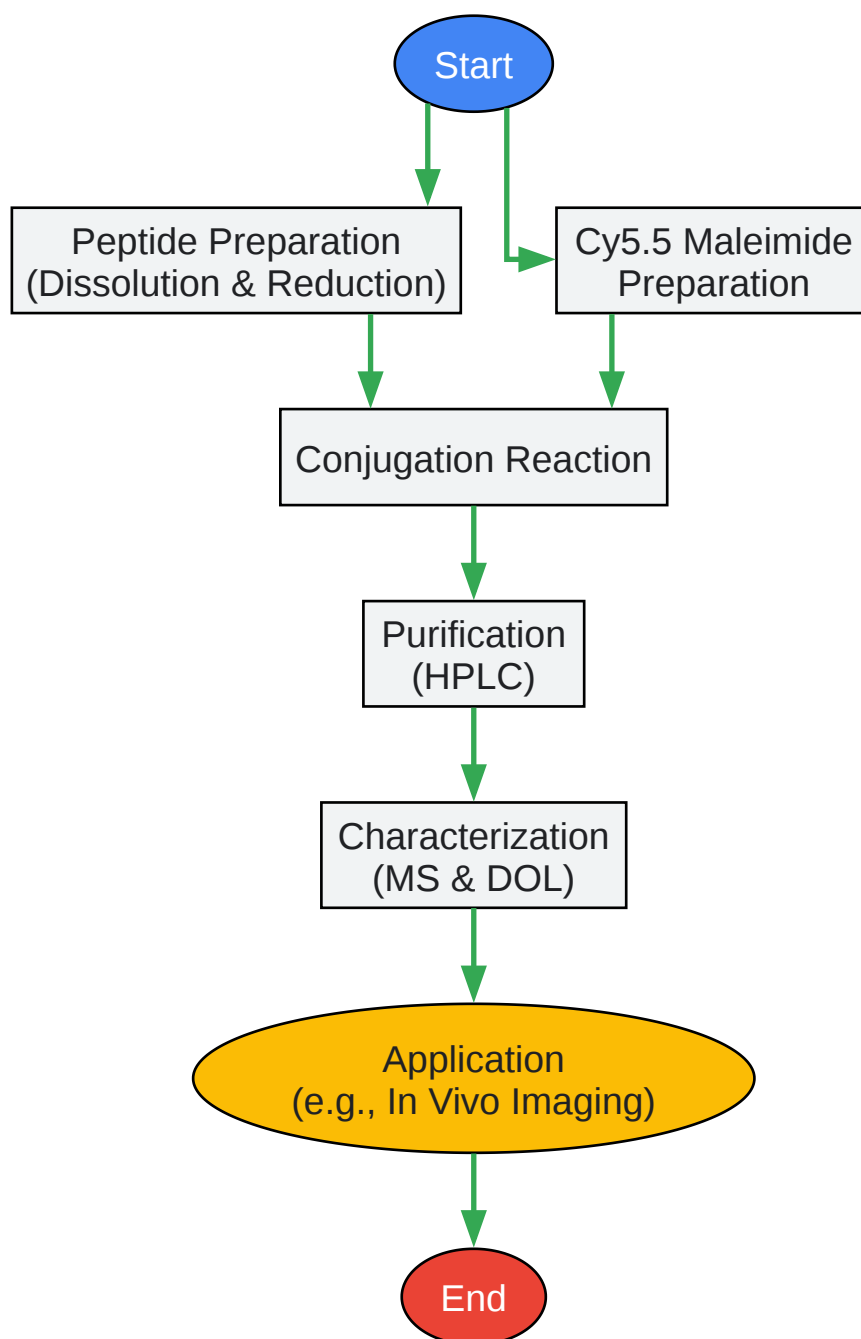 Start
Peptide Preparation
(Dissolution & Reduction)
Cy5.5 Maleimide
Preparation
Conjugation Reaction
Purification
(HPLC)
Characterization
(MS & DOL)
Application
(e.g., In Vivo Imaging)
End